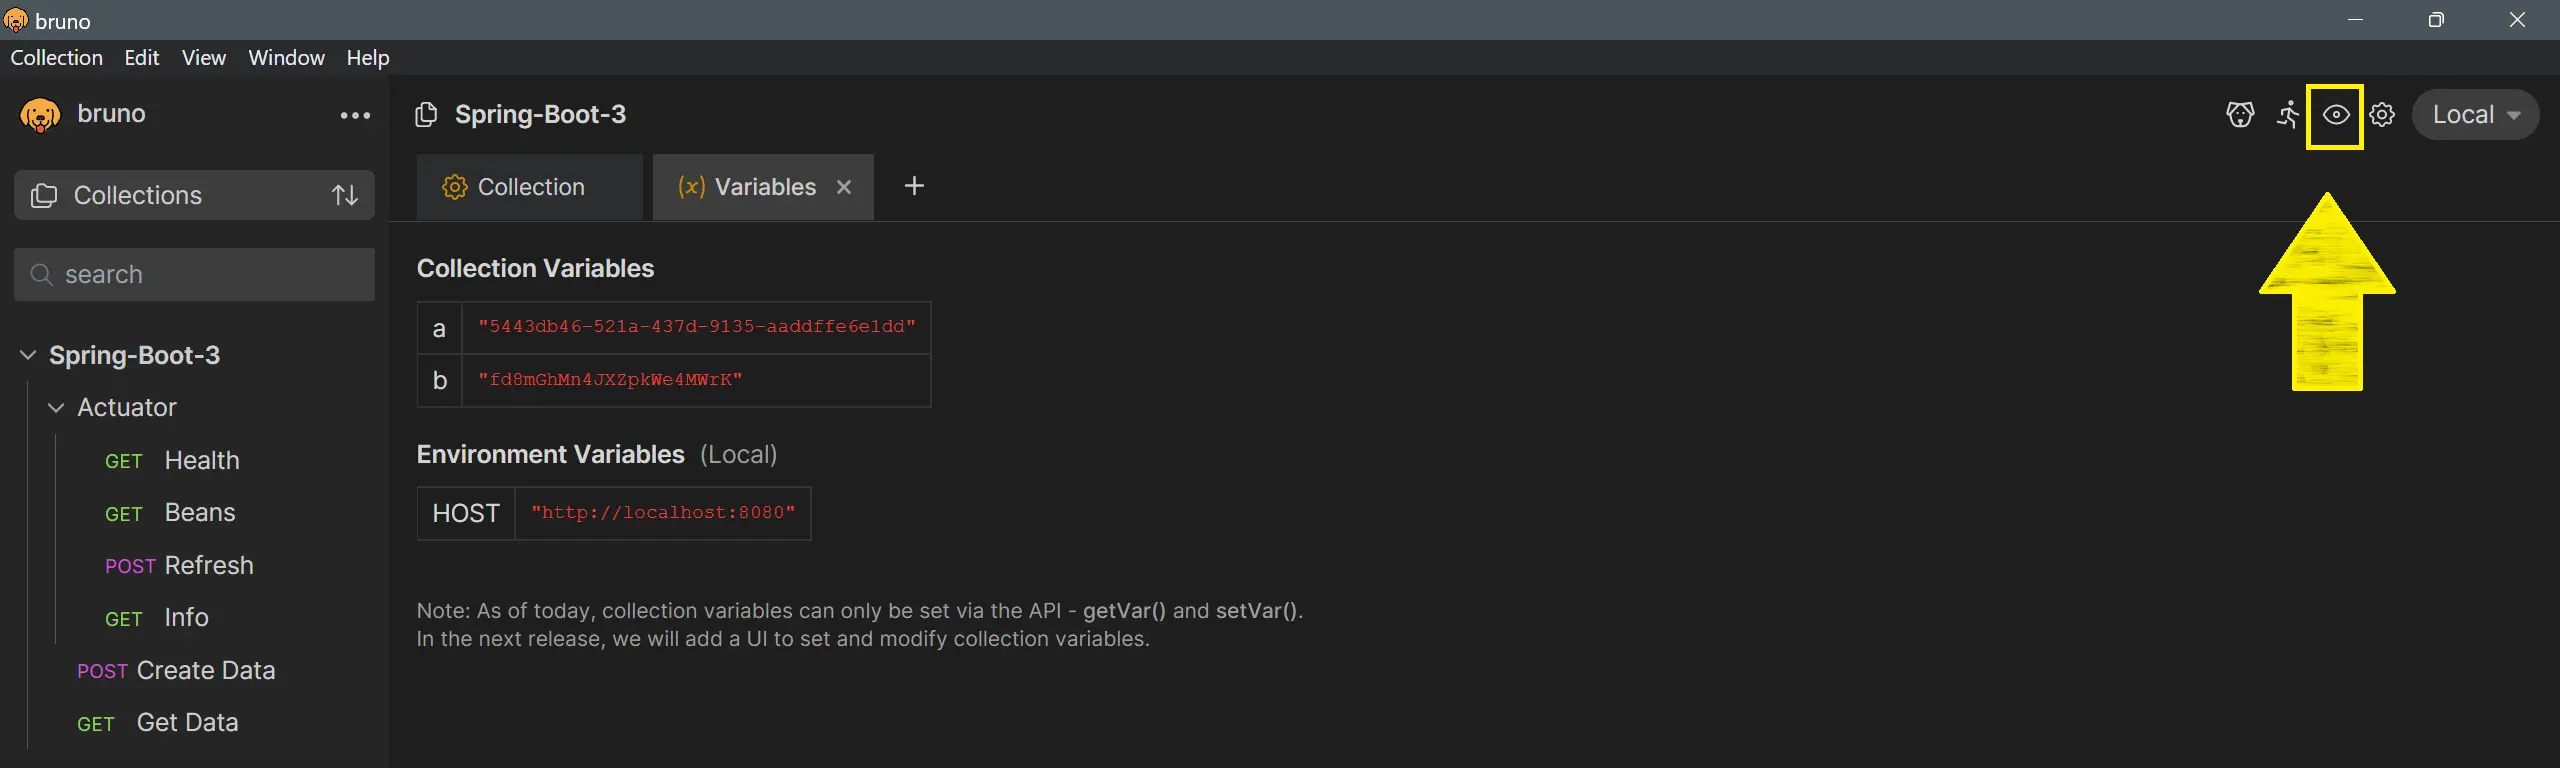 bruno
Collection Edit View Window Help
bruno
Collections
search
Spring-Boot-3
Actuator
GET Health
GET Beans
POST Refresh
GET Info
POST Create Data
GET Get Data
Spring-Boot-3
Local
Collection
(x) Variables
Collection Variables
a "5443db46-521a-437d-9135-aaddffe6e1dd"
b "fd8mGhMn4JXZpkWe4MWrK"
Environment Variables (Local)
HOST "http://localhost:8080"
Note: As of today, collection variables can only be set via the API - getVar() and setVar().
In the next release, we will add a UI to set and modify collection variables.